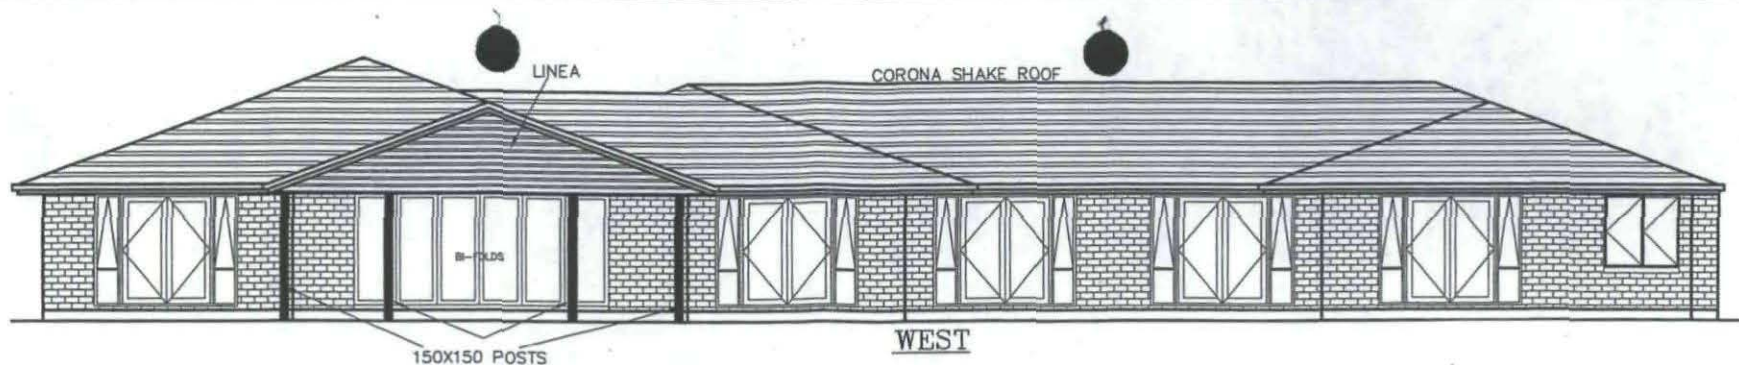 LINEA
CORONA SHAKE ROOF
BI-FOLDS
WEST
150X150 POSTS